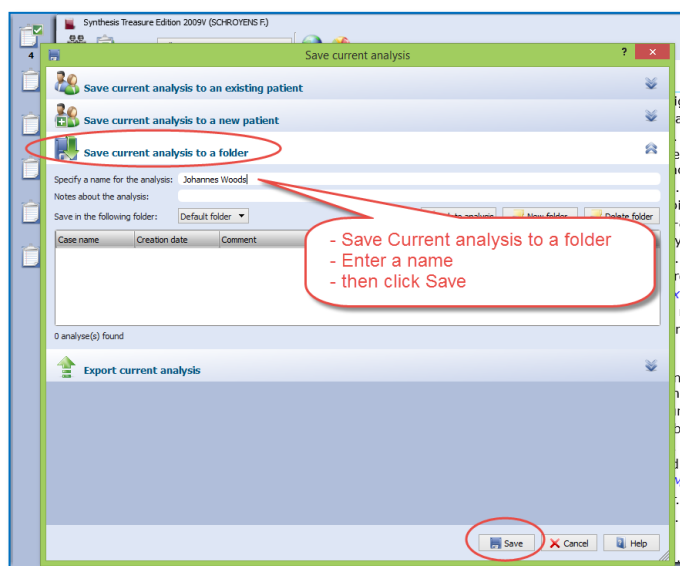 Synthesis Treasure Edition 2009V (SCHROYENS F.)
4
Save current analysis
?
Save current analysis to an existing patient
Save current analysis to a new patient
Save current analysis to a folder
Specify a name for the analysis: Johannes Woods
Notes about the analysis:
Save in the following folder: Default folder
analysis New folder Delete folder
Case name Creation date Comment
- Save Current analysis to a folder
- Enter a name
- then click Save
0 analyse(s) found
Export current analysis
Save Cancel Help